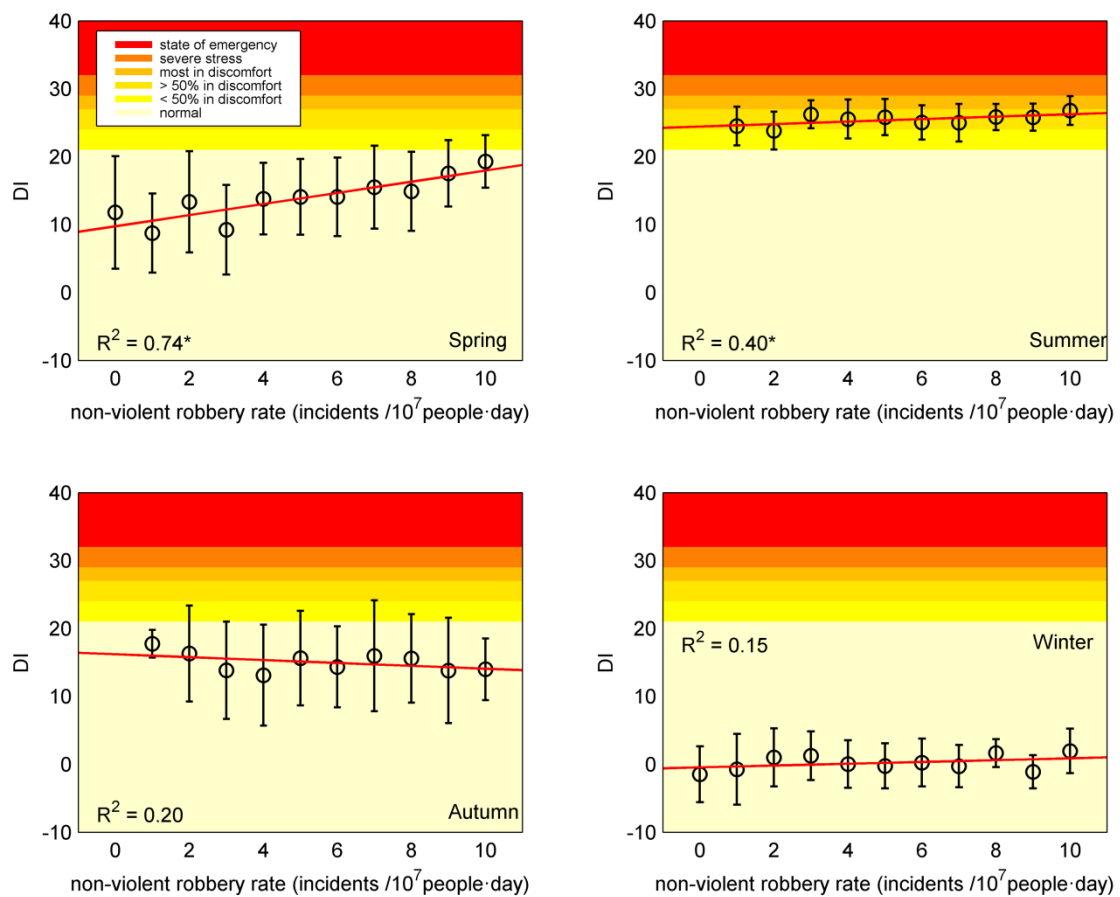 40
30
20
10
0
-10
DI
state of emergency
severe stress
most in discomfort
> 50% in discomfort
< 50% in discomfort
normal
R² = 0.74*
Spring
0 2 4 6 8 10
non-violent robbery rate (incidents /10⁷people·day)
40
30
20
10
0
-10
DI
R² = 0.40*
Summer
0 2 4 6 8 10
non-violent robbery rate (incidents /10⁷people·day)
40
30
20
10
0
-10
DI
R² = 0.20
Autumn
0 2 4 6 8 10
non-violent robbery rate (incidents /10⁷people·day)
40
30
20
10
0
-10
DI
R² = 0.15
Winter
0 2 4 6 8 10
non-violent robbery rate (incidents /10⁷people·day)